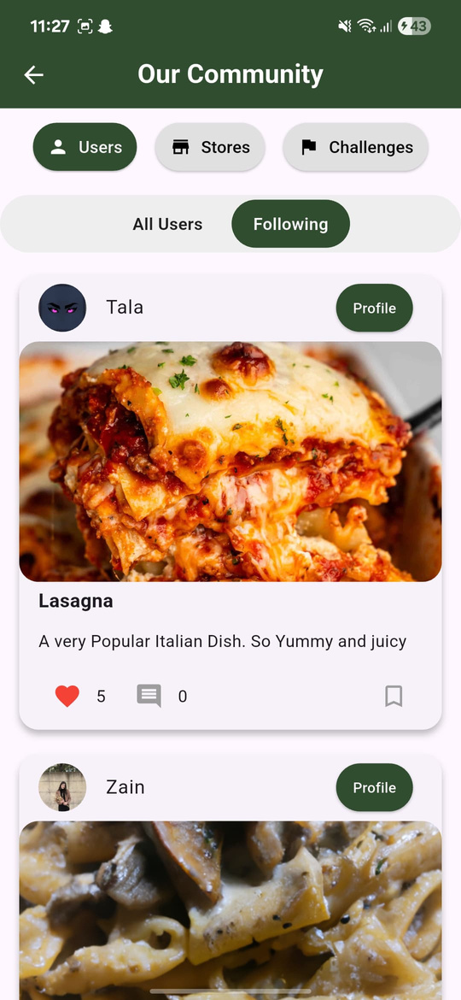 11:27
43
Our Community
Users
Stores
Challenges
All Users
Following
Tala
Profile
Lasagna
A very Popular Italian Dish. So Yummy and juicy
5
0
Zain
Profile